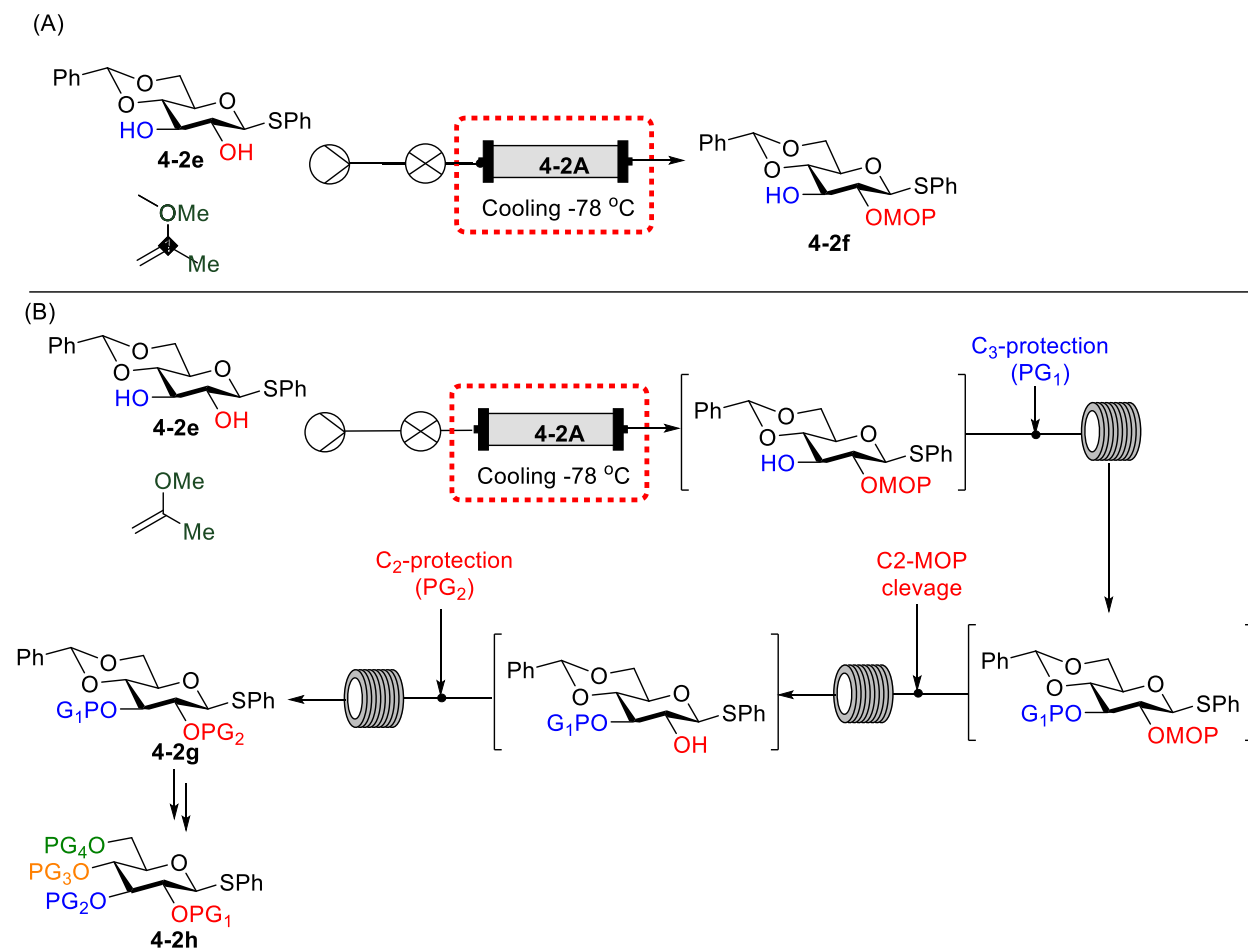 (A)
Ph
O
O
O
SPh
HO
OH
4-2e
OMe
Me
4-2A
Cooling -78 °C
Ph
O
O
O
SPh
HO
OMOP
4-2f
(B)
Ph
O
O
O
SPh
HO
OH
4-2e
OMe
Me
4-2A
Cooling -78 °C
Ph
O
O
O
SPh
HO
OMOP
C3-protection
(PG1)
C2-protection
(PG2)
C2-MOP
clevage
Ph
O
O
O
SPh
G1PO
OMOP
Ph
O
O
O
SPh
G1PO
OH
Ph
O
O
O
SPh
G1PO
OPG2
4-2g
PG4O
O
PG3O
SPh
PG2O
OPG1
4-2h